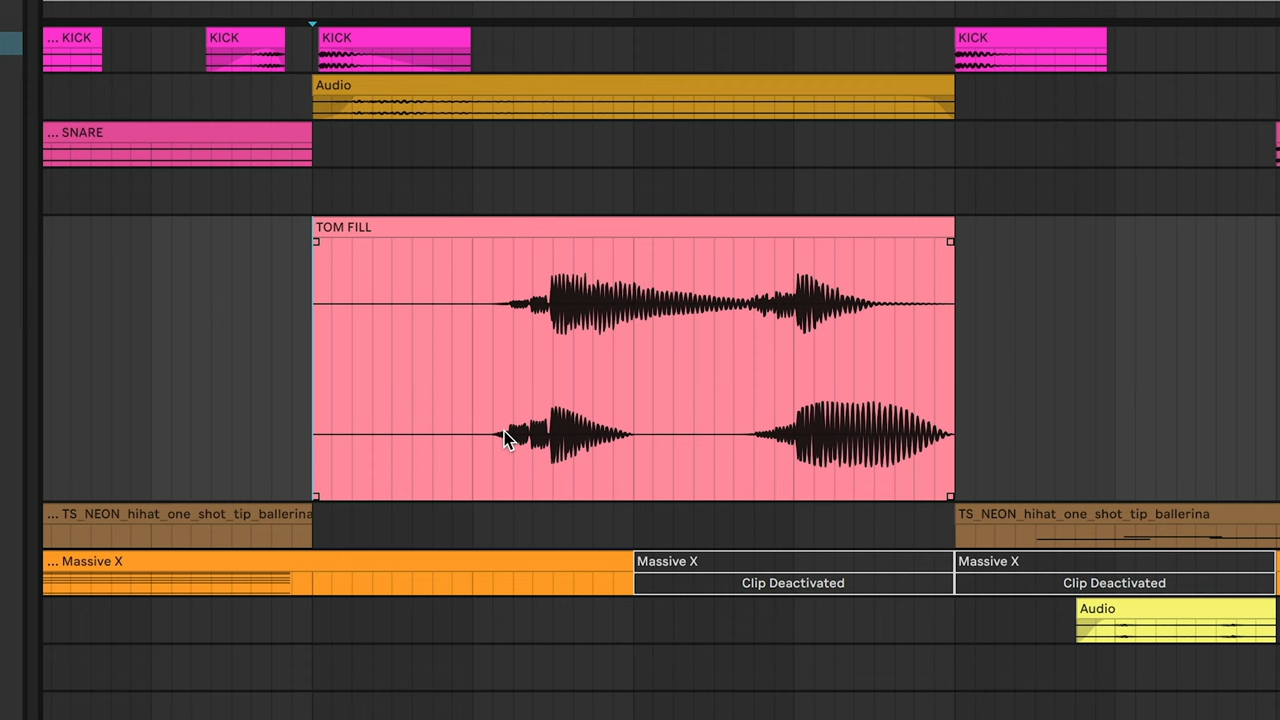 ... KICK
KICK
KICK
KICK
Audio
... SNARE
TOM FILL
... TS_NEON_hihat_one_shot_tip_ballerina
TS_NEON_hihat_one_shot_tip_ballerina
... Massive X
Massive X
Massive X
Clip Deactivated
Clip Deactivated
Audio